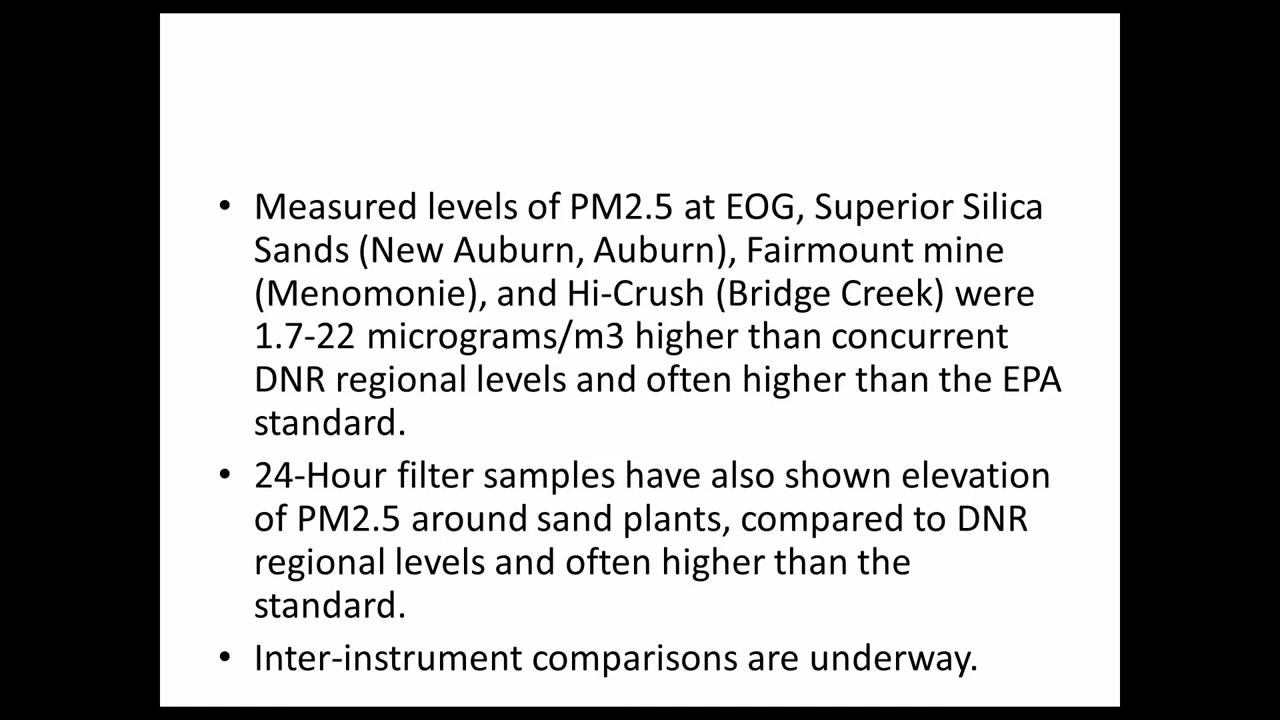 • Measured levels of PM2.5 at EOG, Superior Silica
Sands (New Auburn, Auburn), Fairmount mine
(Menomonie), and Hi-Crush (Bridge Creek) were
1.7-22 micrograms/m3 higher than concurrent
DNR regional levels and often higher than the EPA
standard.
• 24-Hour filter samples have also shown elevation
of PM2.5 around sand plants, compared to DNR
regional levels and often higher than the
standard.
• Inter-instrument comparisons are underway.